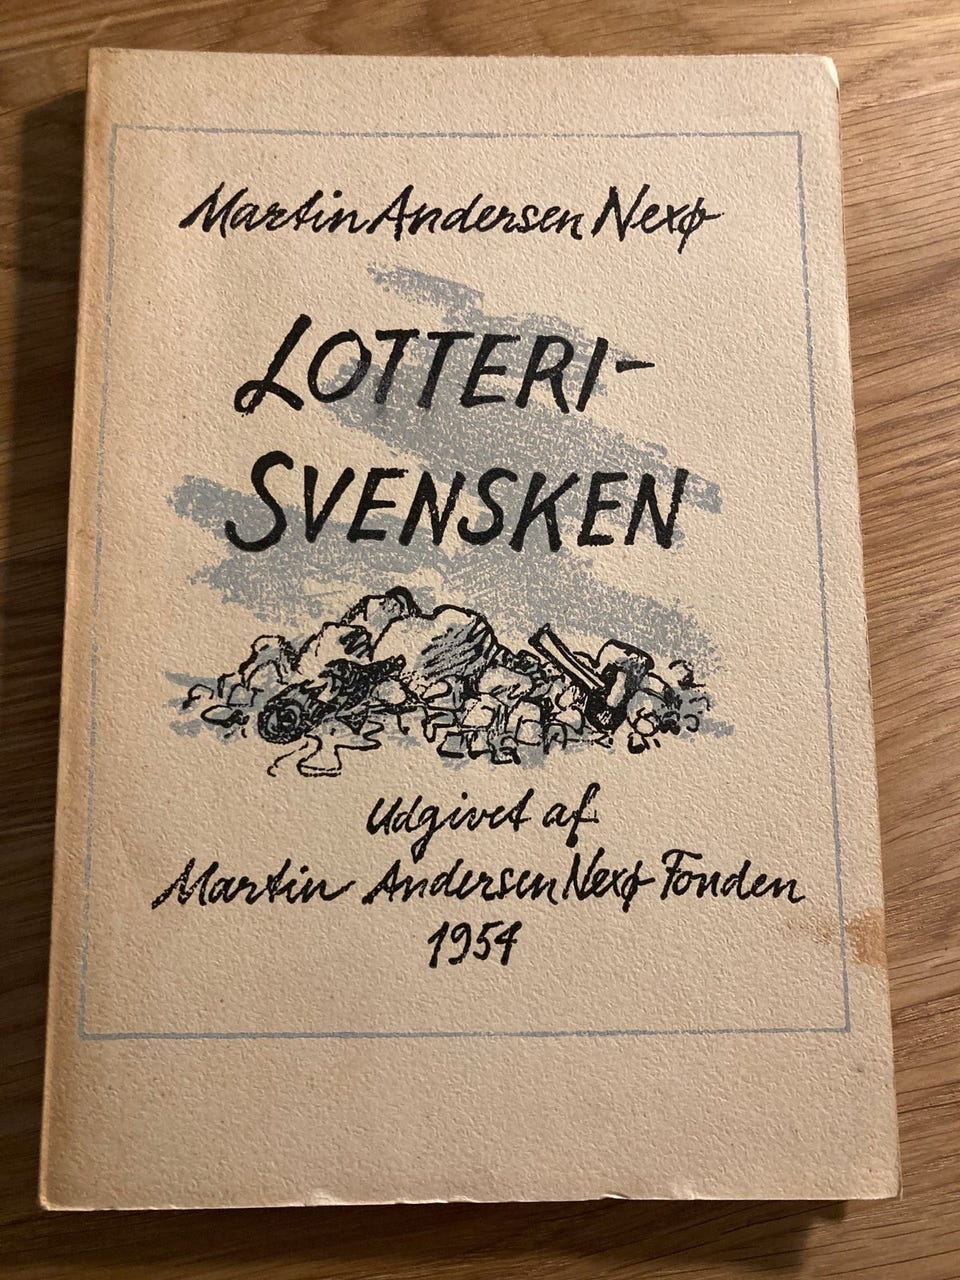 Martin Andersen Nexø
LOTTERI-
SVENSKEN
Udgivet af
Martin Andersen Nexø Fonden
1954